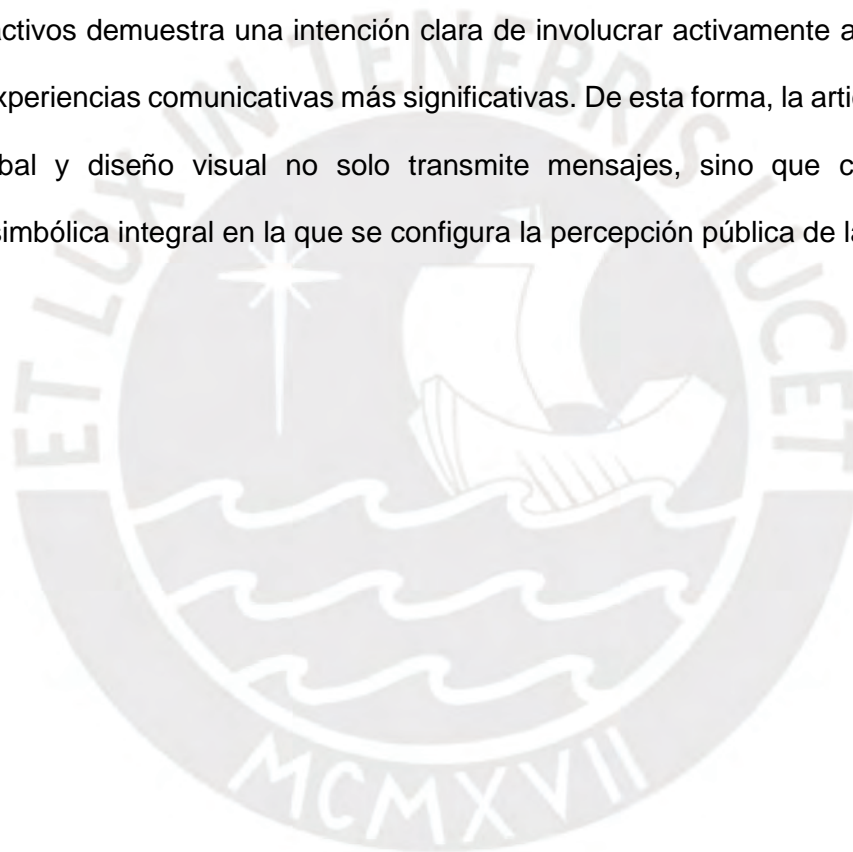 activos demuestra una intención clara de involucrar activamente a
experiencias comunicativas más significativas. De esta forma, la arti
bal y diseño visual no solo transmite mensajes, sino que c
simbólica integral en la que se configura la percepción pública de la
ET LUX IN TENEBRIS LUCET
MCMXVII